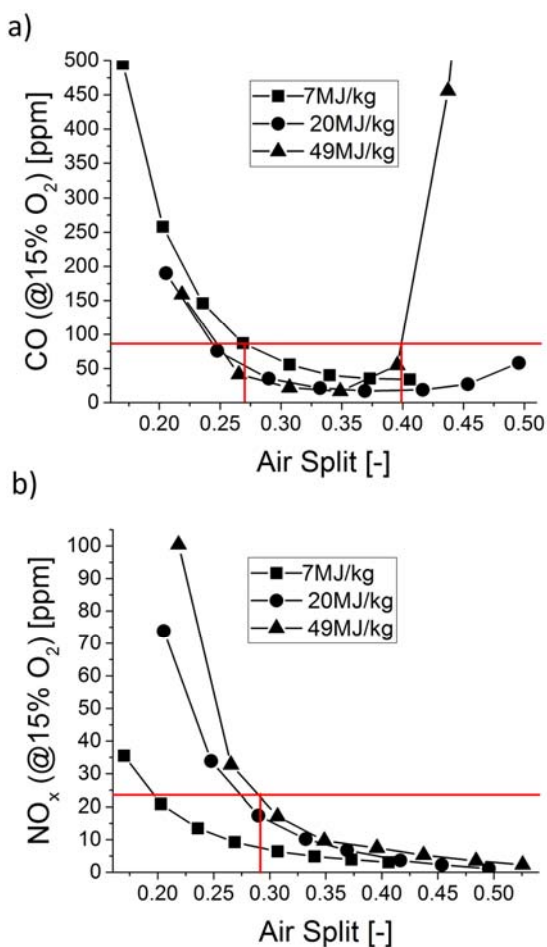 a)
500
450
400
350
300
250
200
150
100
50
0
CO (@15% O₂) [ppm]
7MJ/kg
20MJ/kg
49MJ/kg
0.20 0.25 0.30 0.35 0.40 0.45 0.50
Air Split [-]
b)
100
90
80
70
60
50
40
30
20
10
0
NOₓ (@15% O₂) [ppm]
7MJ/kg
20MJ/kg
49MJ/kg
0.20 0.25 0.30 0.35 0.40 0.45 0.50
Air Split [-]